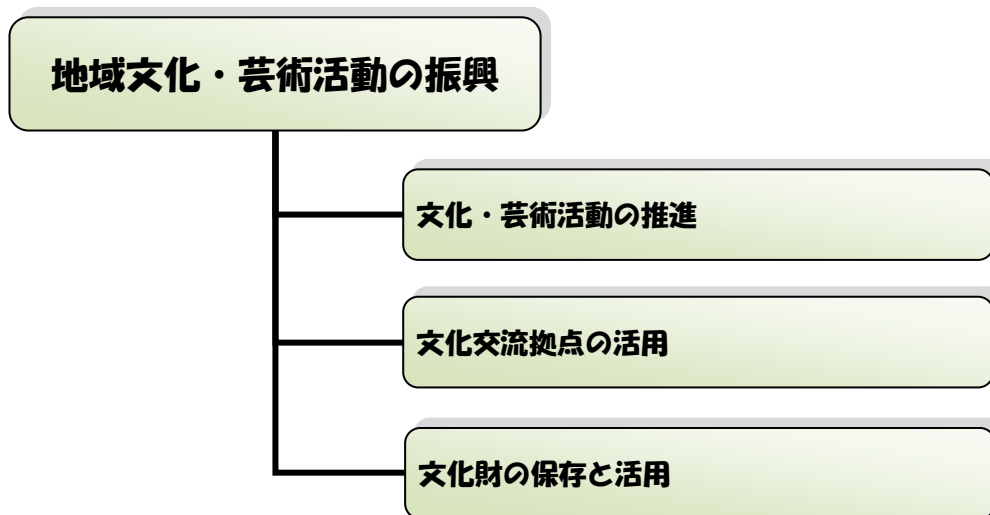 地域文化・芸術活動の振興
文化・芸術活動の推進
文化交流拠点の活用
文化財の保存と活用